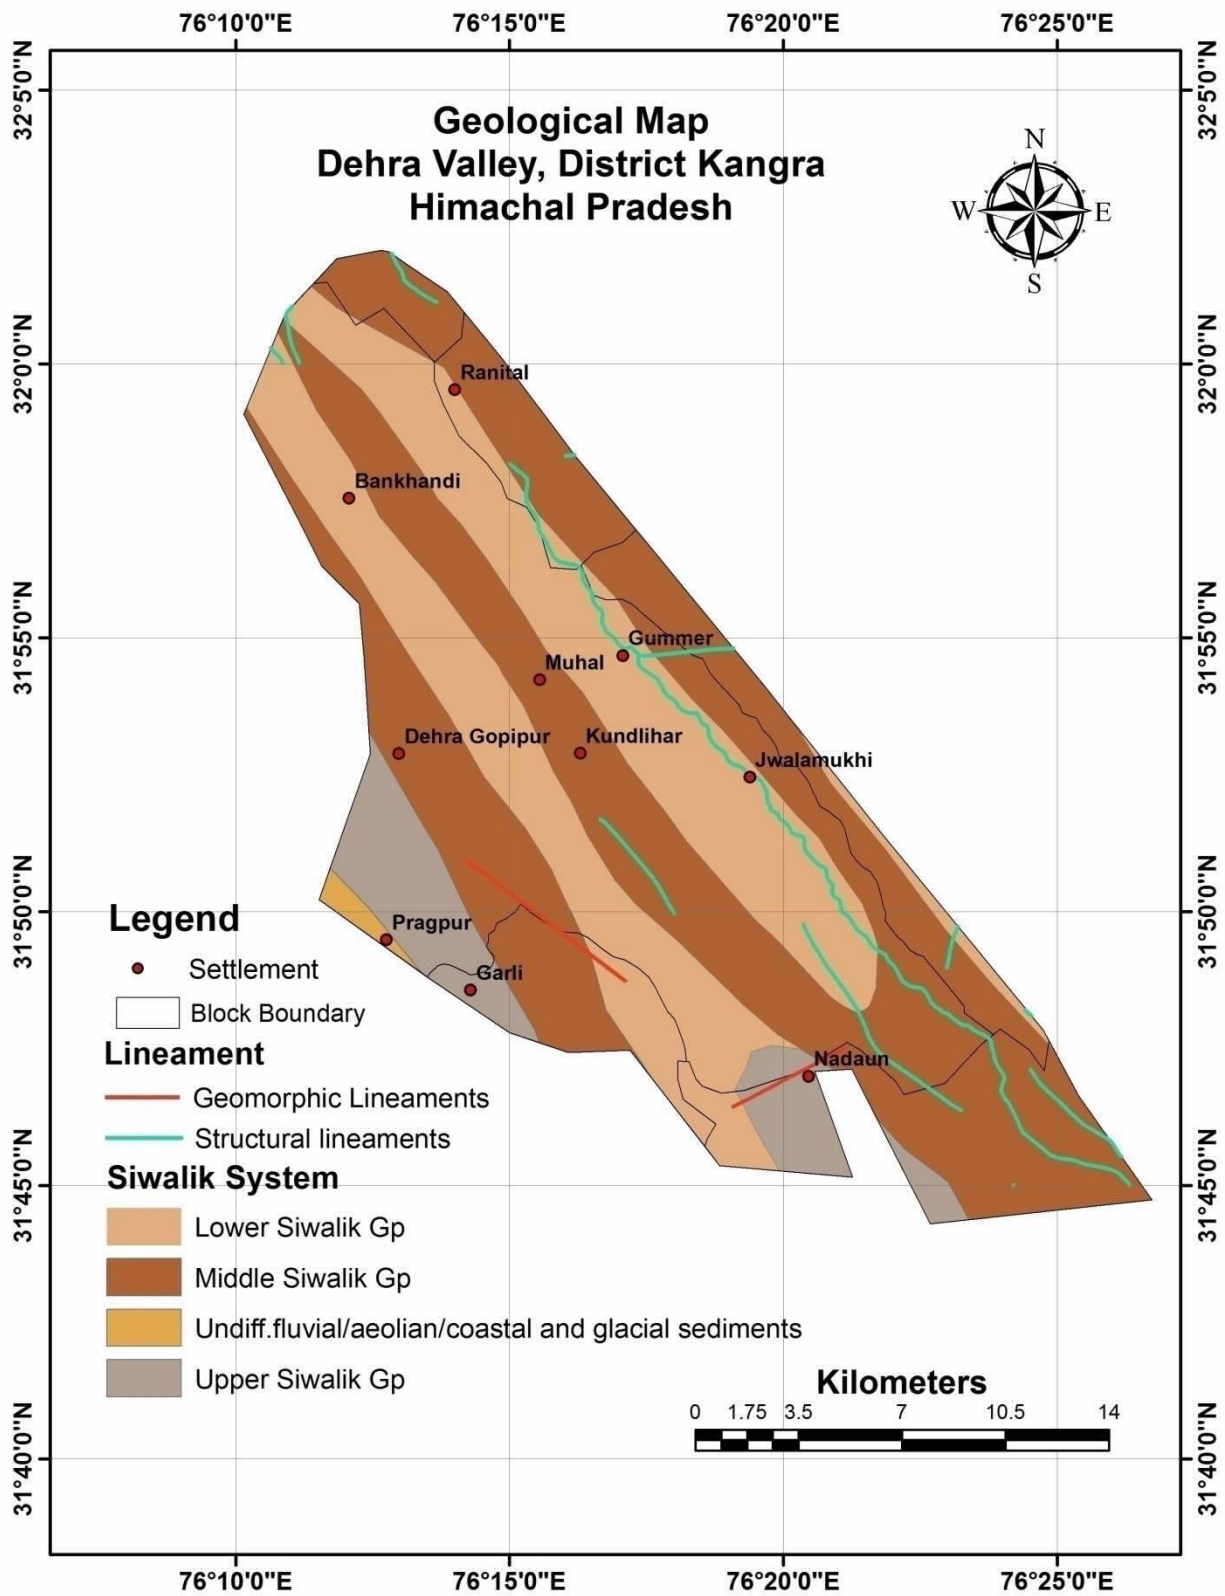 76°10'0"E 76°15'0"E 76°20'0"E 76°25'0"E
32°5'0"N 32°5'0"N
Geological Map
Dehra Valley, District Kangra
Himachal Pradesh
N
W E
S
32°0'0"N 32°0'0"N
Ranital
Bankhandi
31°55'0"N 31°55'0"N
Gummer
Muhal
Dehra Gopipur Kundlihar
Jwalamukhi
31°50'0"N 31°50'0"N
Pragpur
Garli
Nadaun
Legend
Settlement
Block Boundary
Lineament
Geomorphic Lineaments
Structural lineaments
31°45'0"N 31°45'0"N
Siwalik System
Lower Siwalik Gp
Middle Siwalik Gp
Undiff.fluvial/aeolian/coastal and glacial sediments
Upper Siwalik Gp
Kilometers
0 1.75 3.5 7 10.5 14
31°40'0"N 31°40'0"N
76°10'0"E 76°15'0"E 76°20'0"E 76°25'0"E